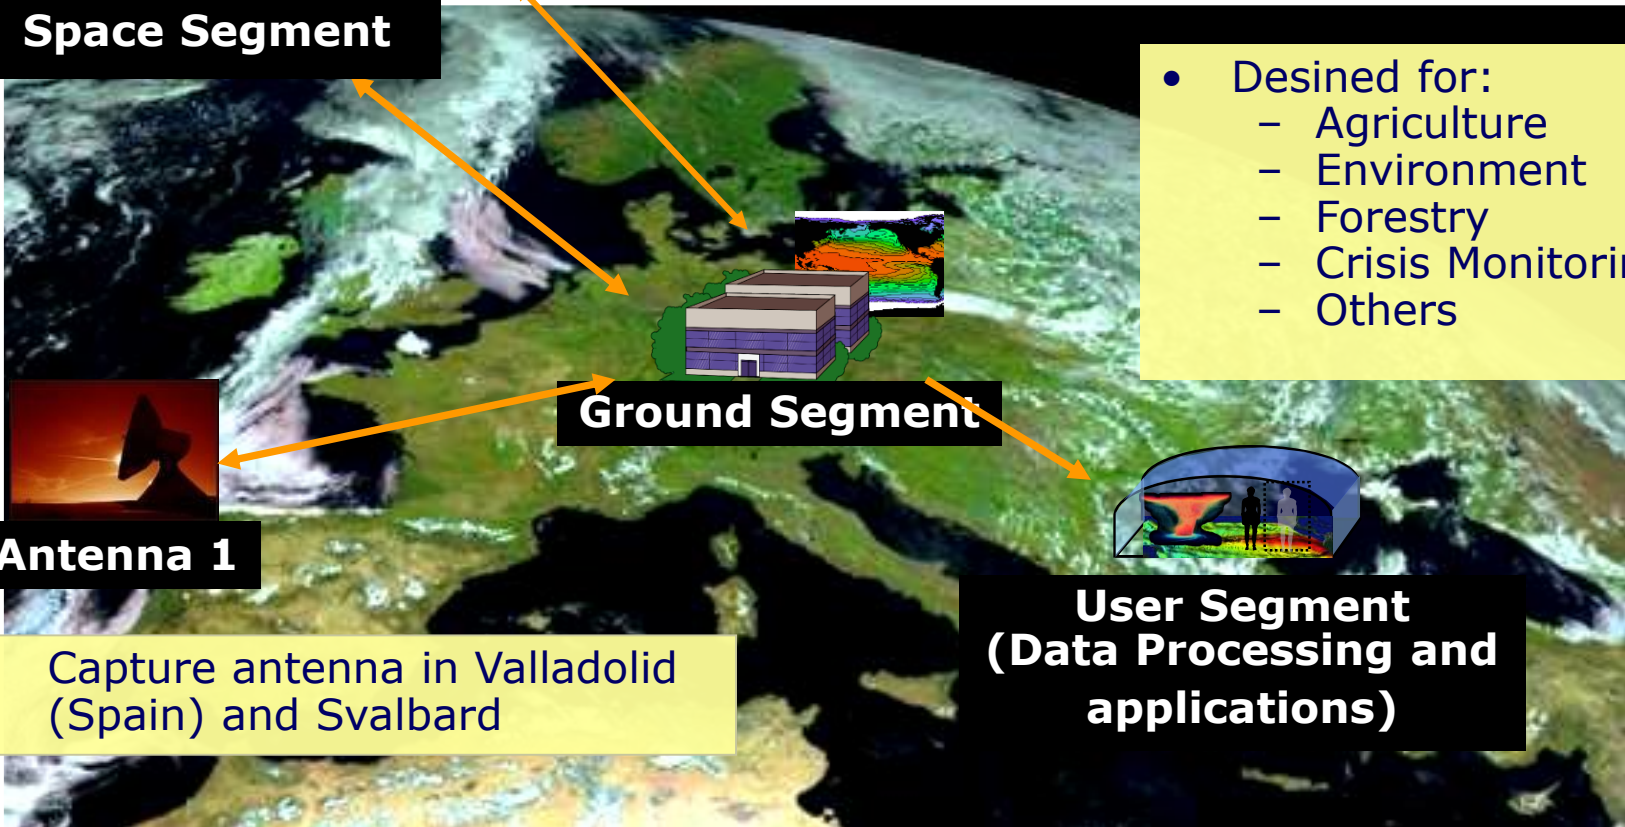 Space Segment
• Desined for:
– Agriculture
– Environment
– Forestry
– Crisis Monitorin
– Others
Ground Segment
Antenna 1
User Segment
(Data Processing and
applications)
Capture antenna in Valladolid
(Spain) and Svalbard